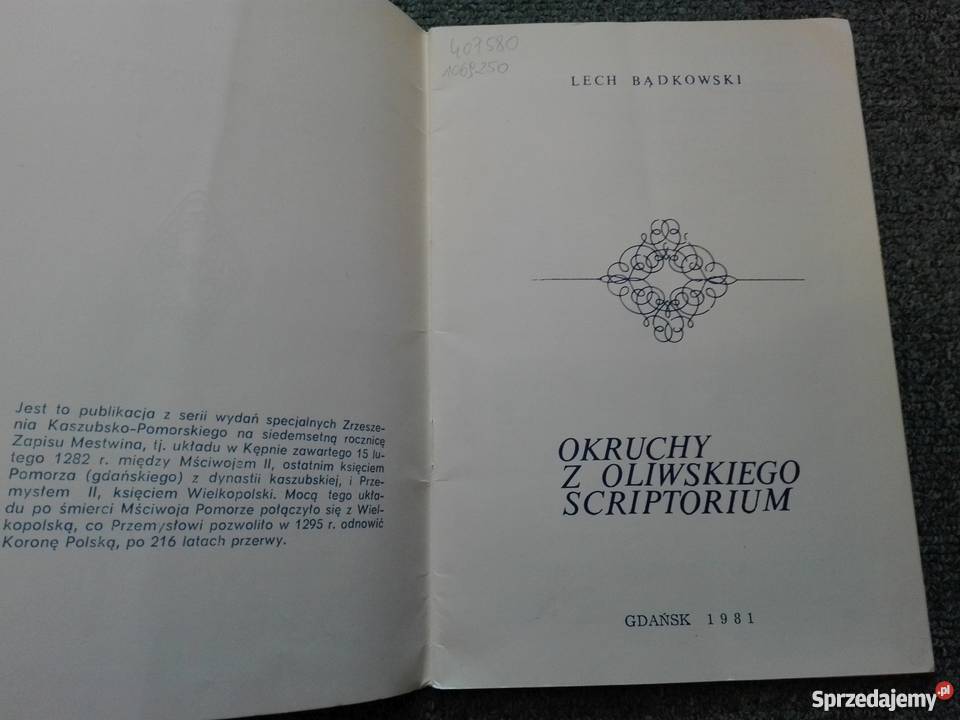 Jest to publikacja z serii wydań specjalnych Zrzesze-
nia Kaszubsko-Pomorskiego na siedemsetną rocznicę
Zapisu Mestwina, tj. układu w Kępnie zawartego 15 lu-
tego 1282 r. między Mściwojem II, ostatnim księciem
Pomorza (gdańskiego) z dynastii kaszubskiej, i Prze-
mysłem II, księciem Wielkopolski. Mocą tego ukła-
du po śmierci Mściwoja Pomorze połączyło się z Wiel-
kopolską, co Przemysłowi pozwoliło w 1295 r. odnowić
Koronę Polską, po 216 latach przerwy.
407580
1069250
LECH BĄDKOWSKI
OKRUCHY
Z OLIWSKIEGO
SCRIPTORIUM
GDAŃSK 1981
Sprzedajemy.pl